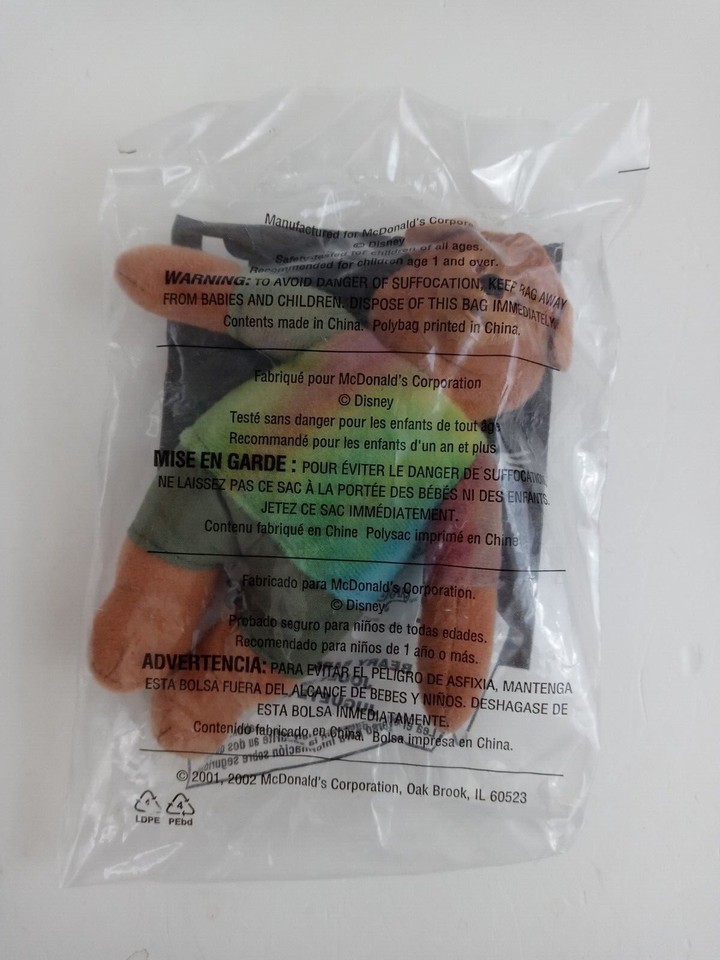 Manufactured for McDonald's Corpora
© Disney
Safety tested for children of all ages.
Recommended for children age 1 and over.
WARNING: TO AVOID DANGER OF SUFFOCATION, KEEP BAG AWAY
FROM BABIES AND CHILDREN. DISPOSE OF THIS BAG IMMEDIATELY.
Contents made in China. Polybag printed in China.
Fabriqué pour McDonald's Corporation
© Disney
Testé sans danger pour les enfants de tout âge
Recommandé pour les enfants d'un an et plus
MISE EN GARDE : POUR ÉVITER LE DANGER DE SUFFOCATION,
NE LAISSEZ PAS CE SAC À LA PORTÉE DES BÉBÉS NI DES ENFANTS.
JETEZ CE SAC IMMÉDIATEMENT.
Contenu fabriqué en Chine Polysac imprimé en Chine
Fabricado para McDonald's Corporation.
© Disney
Probado seguro para niños de todas edades.
Recomendado para niños de 1 año o más.
ADVERTENCIA: PARA EVITAR EL PELIGRO DE ASFIXIA, MANTENGA
ESTA BOLSA FUERA DEL ALCANCE DE BEBES Y NIÑOS. DESHAGASE DE
ESTA BOLSA INMEDIATAMENTE.
Contenido fabricado en China. Bolsa impresa en China.
© 2001, 2002 McDonald's Corporation, Oak Brook, IL 60523
4 4
LDPE PEbd